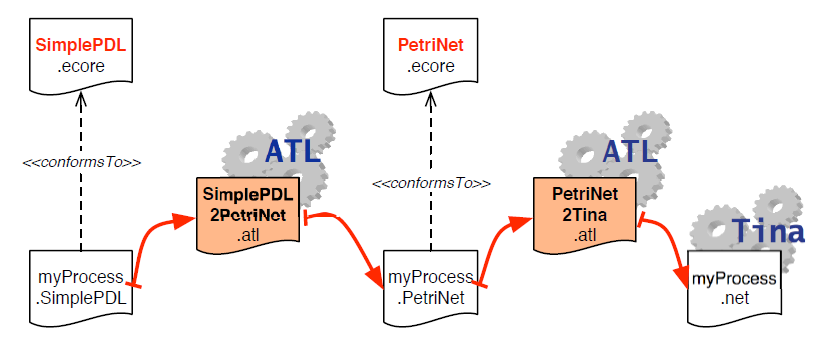 SimplePDL
.ecore
PetriNet
.ecore
<<conformsTo>>
ATL
<<conformsTo>>
ATL
SimplePDL
2PetriNet
.atl
PetriNet
2Tina
.atl
Tina
myProcess
.SimplePDL
myProcess
.PetriNet
myProcess
.net